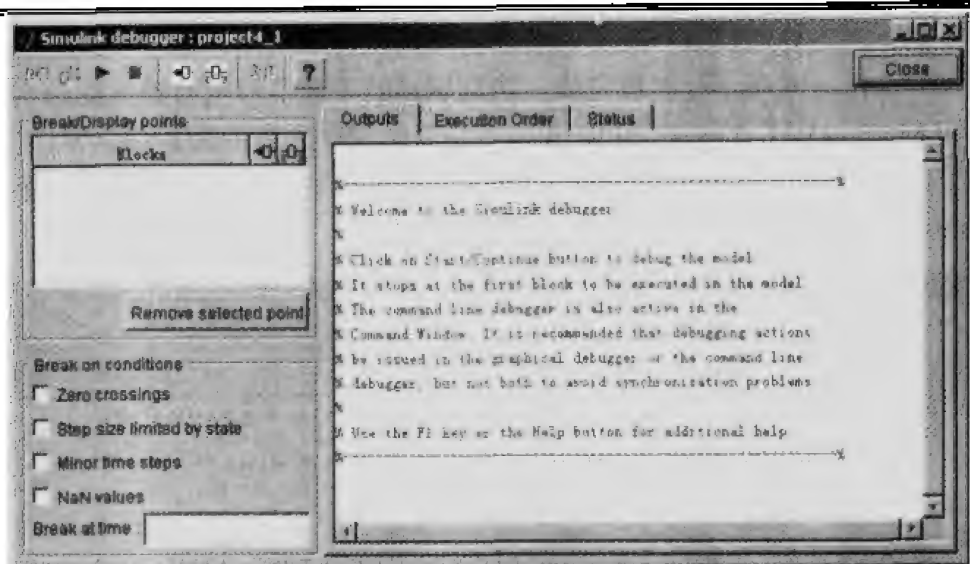 Simulink debugger : project4_1
?
Close
Break/Display points
Blocks
Remove selected point
Break on conditions
Zero crossings
Step size limited by state
Minor time steps
NaN values
Break at time
Outputs
Execution Order
Status
%----------------------------------------------------------------%
% Welcome to the Simulink debugger
%
% Click on Start/Continue button to debug the model
% It stops at the first block to be executed in the model
% The command line debugger is also active in the
% Command Window. It is recommended that debugging actions
% be issued in the graphical debugger or the command line
% debugger, but not both to avoid synchronization problems
%
% Use the F1 key or the Help button for additional help
%----------------------------------------------------------------%